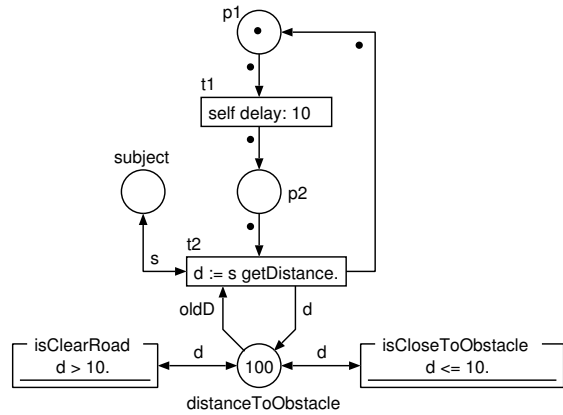 p1
t1
self delay: 10
subject
p2
t2
s
d := s getDistance.
oldD
d
isClearRoad
d > 10.
d
100
d
isCloseToObstacle
d <= 10.
distanceToObstacle